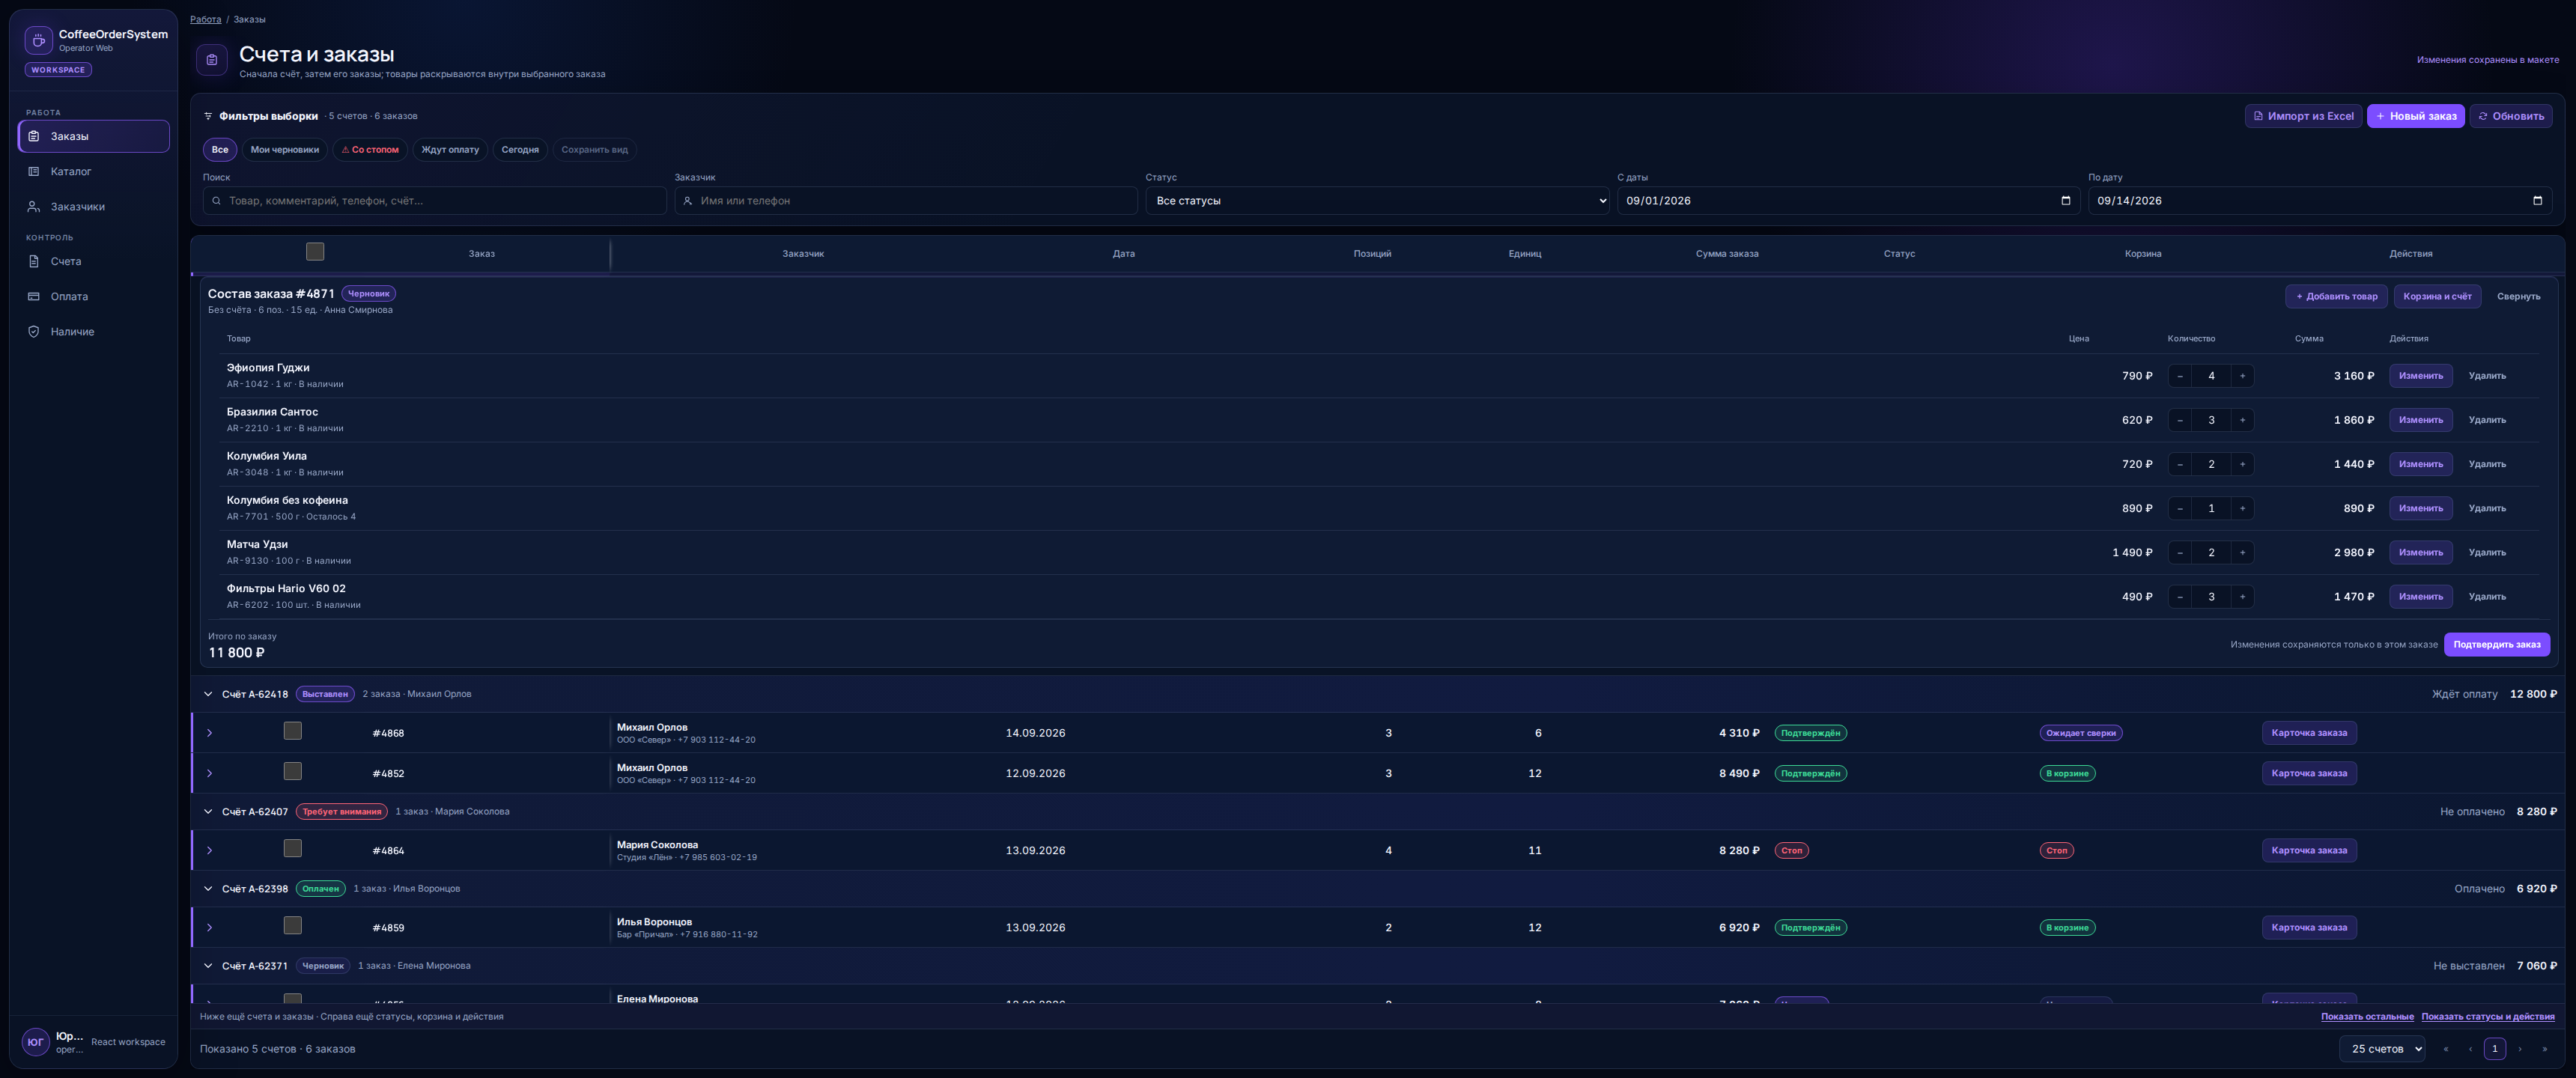 CoffeeOrderSystem
Operator Web
WORKSPACE
РАБОТА
Заказы
Каталог
Заказчики
КОНТРОЛЬ
Счета
Оплата
Наличие
ЮГ
Юр...
oper...
React workspace
Работа / Заказы
Счета и заказы
Сначала счёт, затем его заказы; товары раскрываются внутри выбранного заказа
Изменения сохранены в макете
Фильтры выборки · 5 счетов · 6 заказов
Импорт из Excel
+ Новый заказ
Обновить
Все
Мои черновики
⚠ Со стопом
Ждут оплату
Сегодня
Сохранить вид
Поиск
Заказчик
Статус
С даты
По дату
Товар, комментарий, телефон, счёт...
Имя или телефон
Все статусы
09/01/2026
09/14/2026
Заказ Заказчик Дата Позиций Единиц Сумма заказа Статус Корзина Действия
Состав заказа #4871 Черновик
Без счёта · 6 поз. · 15 ед. · Анна Смирнова
+ Добавить товар
Корзина и счёт
Свернуть
Товар Цена Количество Сумма Действия
Эфиопия Гуджи
AR-1042 · 1 кг · В наличии
790 ₽ − 4 + 3 160 ₽ Изменить Удалить
Бразилия Сантос
AR-2210 · 1 кг · В наличии
620 ₽ − 3 + 1 860 ₽ Изменить Удалить
Колумбия Уила
AR-3048 · 1 кг · В наличии
720 ₽ − 2 + 1 440 ₽ Изменить Удалить
Колумбия без кофеина
AR-7701 · 500 г · Осталось 4
890 ₽ − 1 + 890 ₽ Изменить Удалить
Матча Удзи
AR-9130 · 100 г · В наличии
1 490 ₽ − 2 + 2 980 ₽ Изменить Удалить
Фильтры Hario V60 02
AR-6202 · 100 шт. · В наличии
490 ₽ − 3 + 1 470 ₽ Изменить Удалить
Итого по заказу
11 800 ₽
Изменения сохраняются только в этом заказе
Подтвердить заказ
Счёт A-62418 Выставлен 2 заказа · Михаил Орлов Ждёт оплату 12 800 ₽
#4868
Михаил Орлов
ООО «Север» · +7 903 112-44-20
14.09.2026 3 6 4 310 ₽ Подтверждён Ожидает сверки Карточка заказа
#4852
Михаил Орлов
ООО «Север» · +7 903 112-44-20
12.09.2026 3 12 8 490 ₽ Подтверждён В корзине Карточка заказа
Счёт A-62407 Требует внимания 1 заказ · Мария Соколова Не оплачено 8 280 ₽
#4864
Мария Соколова
Студия «Лён» · +7 985 603-02-19
13.09.2026 4 11 8 280 ₽ Стоп Стоп Карточка заказа
Счёт A-62398 Оплачен 1 заказ · Илья Воронцов Оплачено 6 920 ₽
#4859
Илья Воронцов
Бар «Причал» · +7 916 880-11-92
13.09.2026 2 12 6 920 ₽ Подтверждён В корзине Карточка заказа
Счёт A-62371 Черновик 1 заказ · Елена Миронова Не выставлен 7 060 ₽
Елена Миронова
Ниже ещё счета и заказы · Справа ещё статусы, корзина и действия
Показать остальные
Показать статусы и действия
Показано 5 счетов · 6 заказов
25 счетов
« ‹ 1 › »